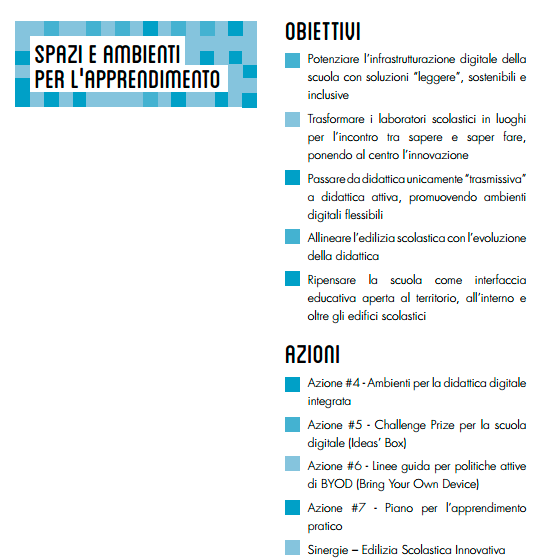 SPAZI E AMBIENTI
PER L'APPRENDIMENTO
OBIETTIVI
Potenziare l'infrastrutturazione digitale della
scuola con soluzioni "leggere", sostenibili e
inclusive
Trasformare i laboratori scolastici in luoghi
per l'incontro tra sapere e saper fare,
ponendo al centro l'innovazione
Passare da didattica unicamente "trasmissiva"
a didattica attiva, promuovendo ambienti
digitali flessibili
Allineare l'edilizia scolastica con l'evoluzione
della didattica
Ripensare la scuola come interfaccia
educativa aperta al territorio, all'interno e
oltre gli edifici scolastici
AZIONI
Azione #4 - Ambienti per la didattica digitale
integrata
Azione #5 - Challenge Prize per la scuola
digitale (Ideas' Box)
Azione #6 - Linee guida per politiche attive
di BYOD (Bring Your Own Device)
Azione #7 - Piano per l'apprendimento
pratico
Sinergie – Edilizia Scolastica Innovativa